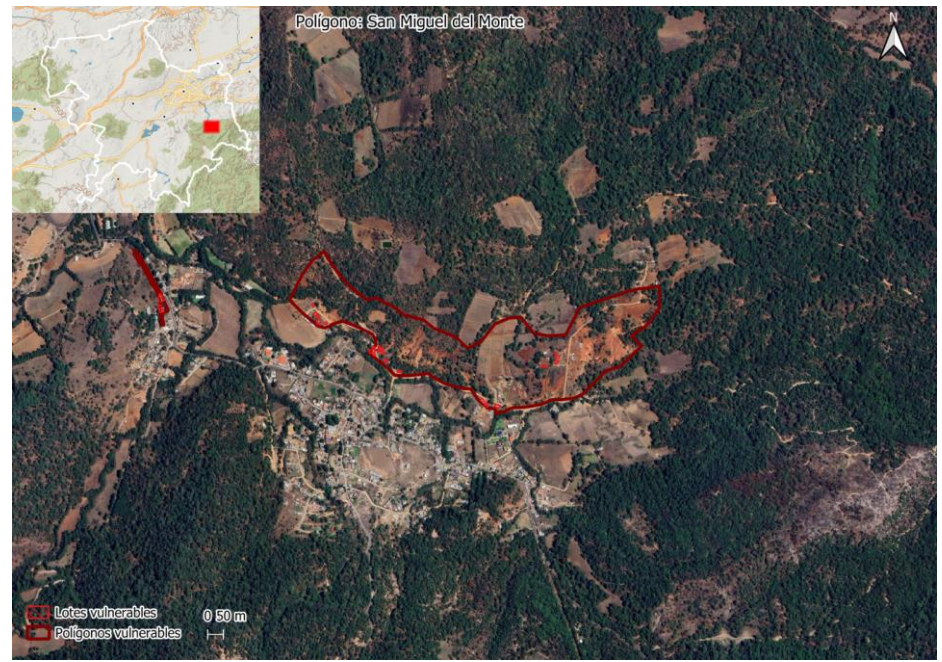 Polígono: San Miguel del Monte
N
Lotes vulnerables
Polígonos vulnerables
0 50 m